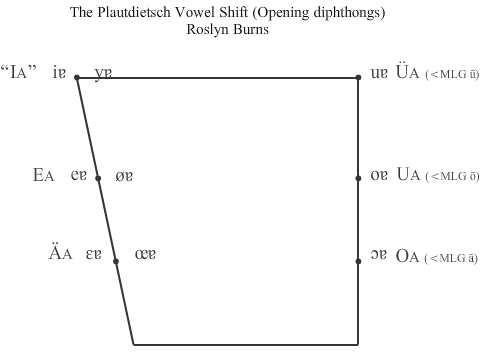 The Plautdietsch Vowel Shift (Opening diphthongs)
Roslyn Burns
“IA” iɐ yɐ uɐ ÜA (<MLG ū)
EA eɐ øɐ oɐ UA (<MLG ō)
ÄA ɛɐ œɐ ɔɐ OA (<MLG ā)